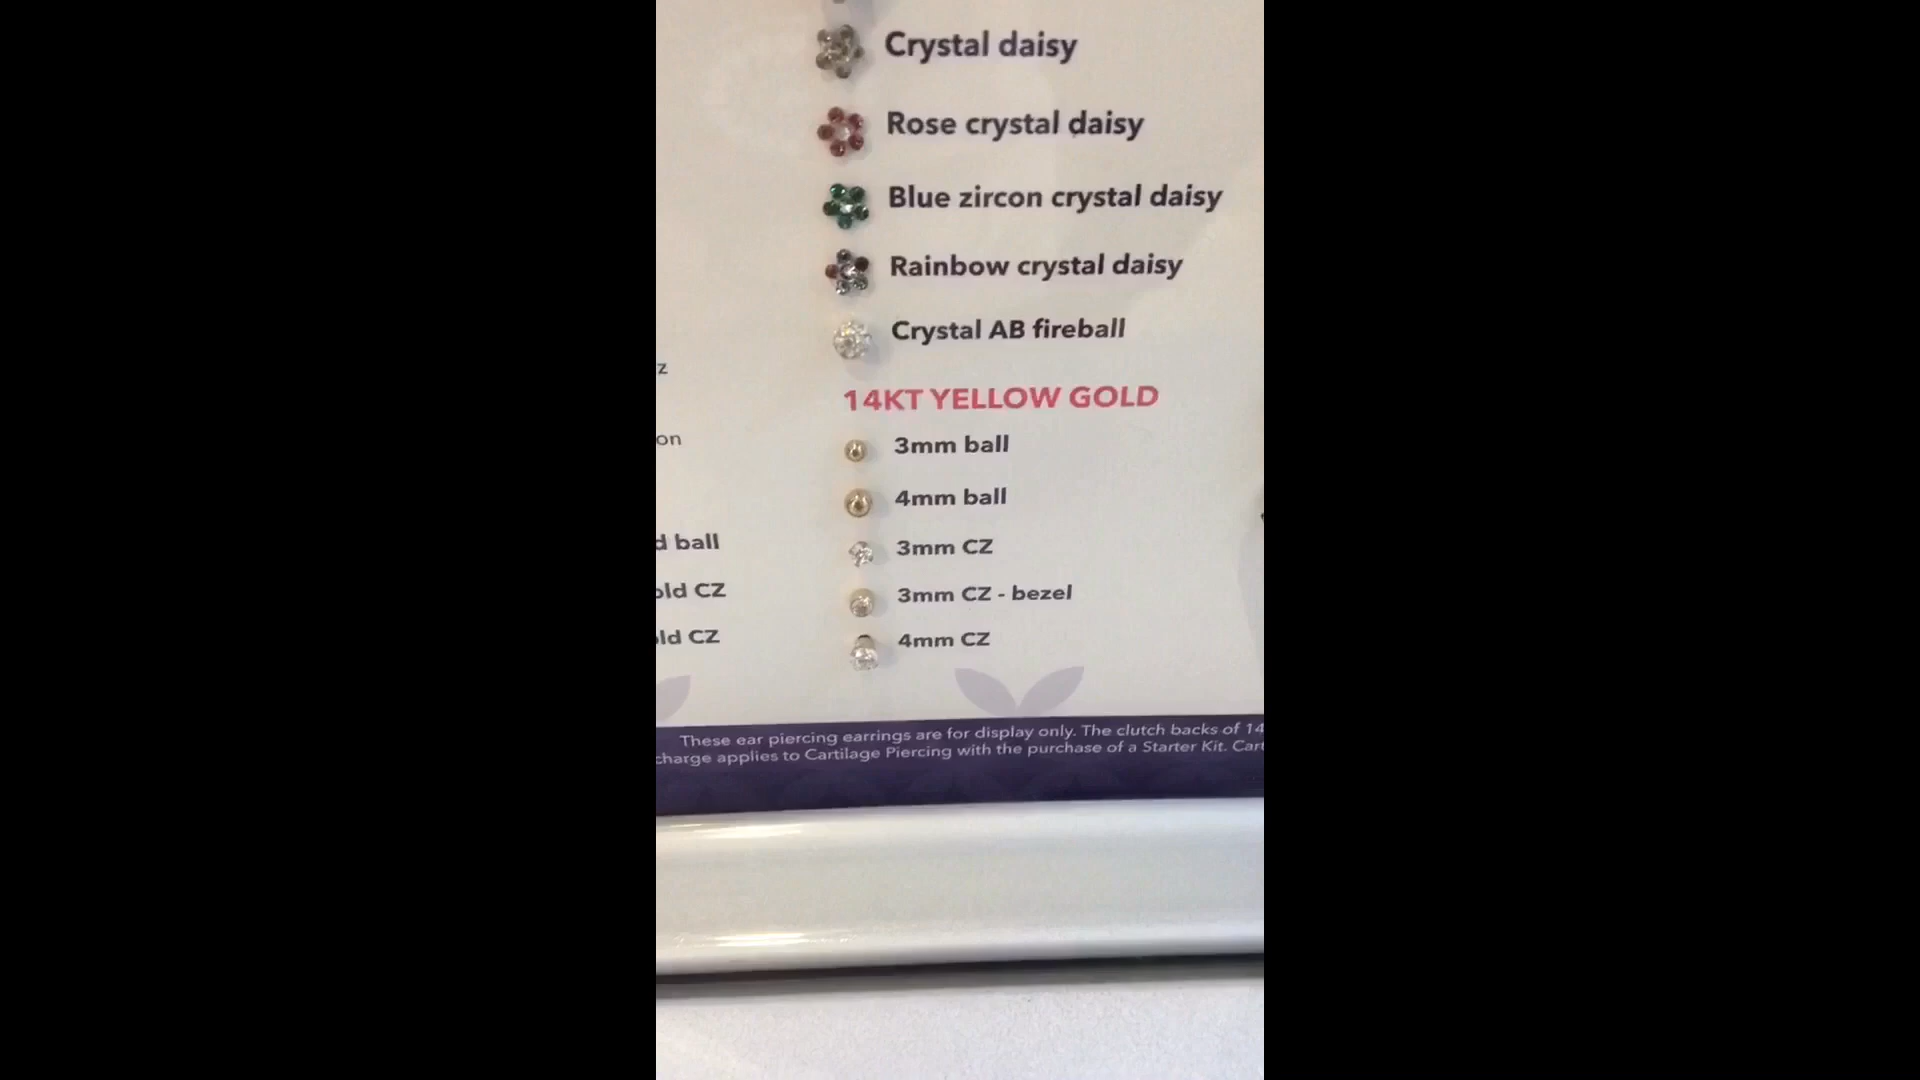 Crystal daisy
Rose crystal daisy
Blue zircon crystal daisy
Rainbow crystal daisy
Crystal AB fireball
14KT YELLOW GOLD
3mm ball
4mm ball
3mm CZ
3mm CZ - bezel
4mm CZ
z
on
d ball
old CZ
ld CZ
These ear piercing earrings are for display only. The clutch backs of 14
charge applies to Cartilage Piercing with the purchase of a Starter Kit. Cart